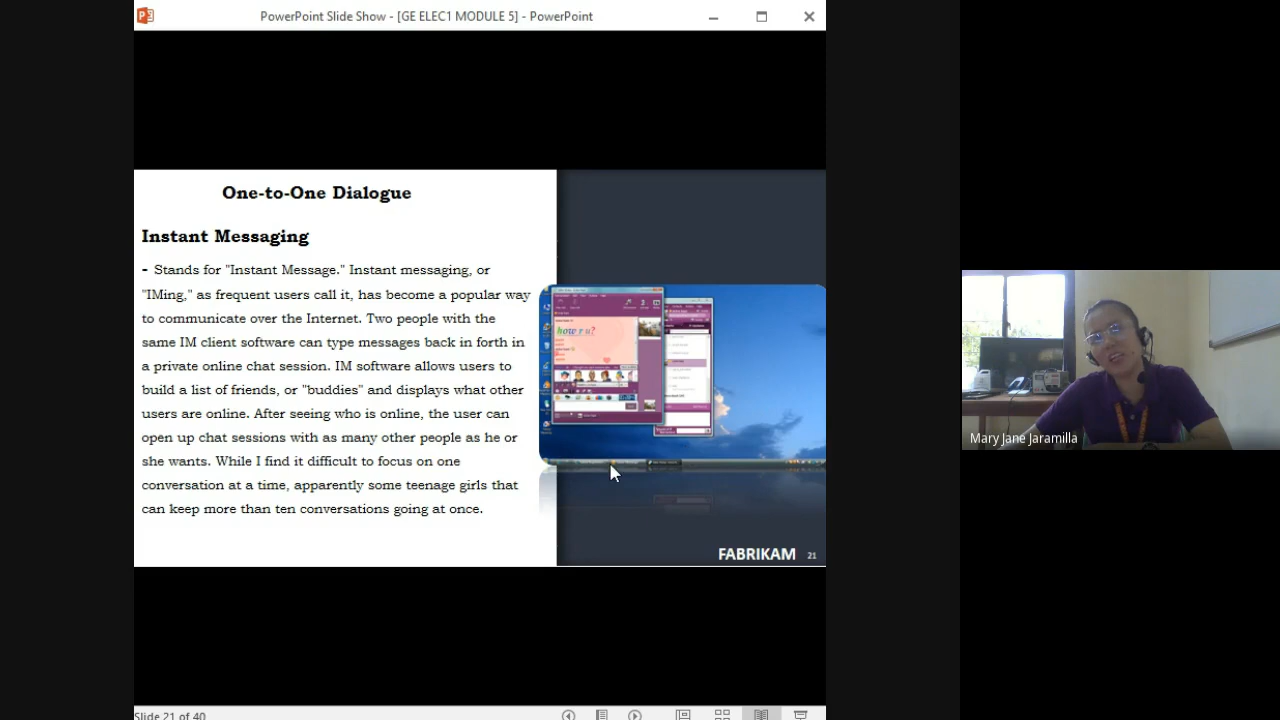 PowerPoint Slide Show - [GE ELEC1 MODULE 5] - PowerPoint
One-to-One Dialogue
Instant Messaging
- Stands for "Instant Message." Instant messaging, or
"IMing," as frequent users call it, has become a popular way
to communicate over the Internet. Two people with the
same IM client software can type messages back in forth in
a private online chat session. IM software allows users to
build a list of friends, or "buddies" and displays what other
users are online. After seeing who is online, the user can
open up chat sessions with as many other people as he or
she wants. While I find it difficult to focus on one
conversation at a time, apparently some teenage girls that
can keep more than ten conversations going at once.
how r u?
FABRIKAM 21
Slide 21 of 40
Mary Jane Jaramilla